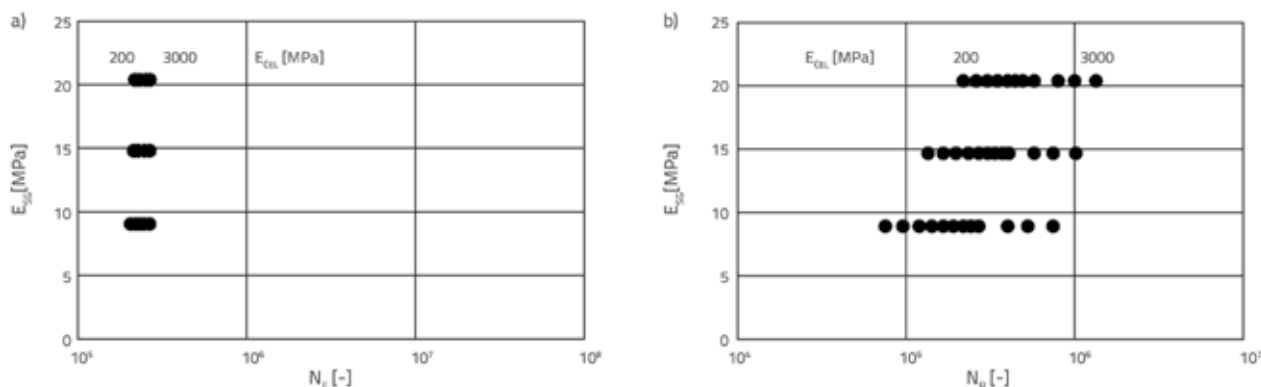 a)
25
20
15
10
5
0
E_SG [MPa]
200 3000 E_CEL [MPa]
10⁵ 10⁶ 10⁷ 10⁸
N_F [-]
b)
25
20
15
10
5
0
E_SG [MPa]
E_CEL [MPa] 200 3000
10⁴ 10⁵ 10⁶ 10⁷
N_R [-]